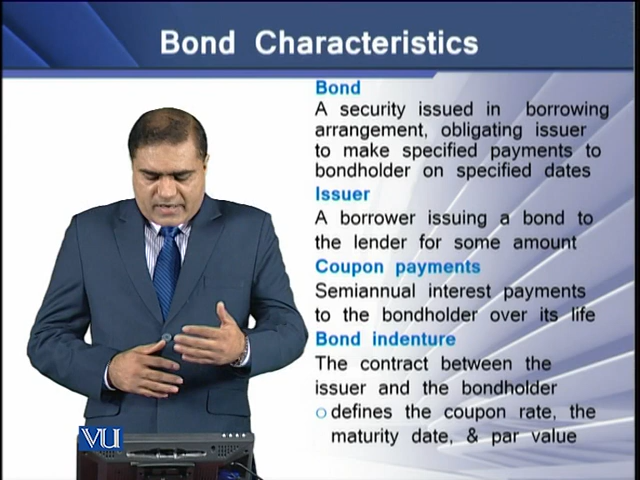 Bond Characteristics
Bond
A security issued in borrowing
arrangement, obligating issuer
to make specified payments to
bondholder on specified dates
Issuer
A borrower issuing a bond to
the lender for some amount
Coupon payments
Semiannual interest payments
to the bondholder over its life
Bond indenture
The contract between the
issuer and the bondholder
o defines the coupon rate, the
maturity date, & par value
VU